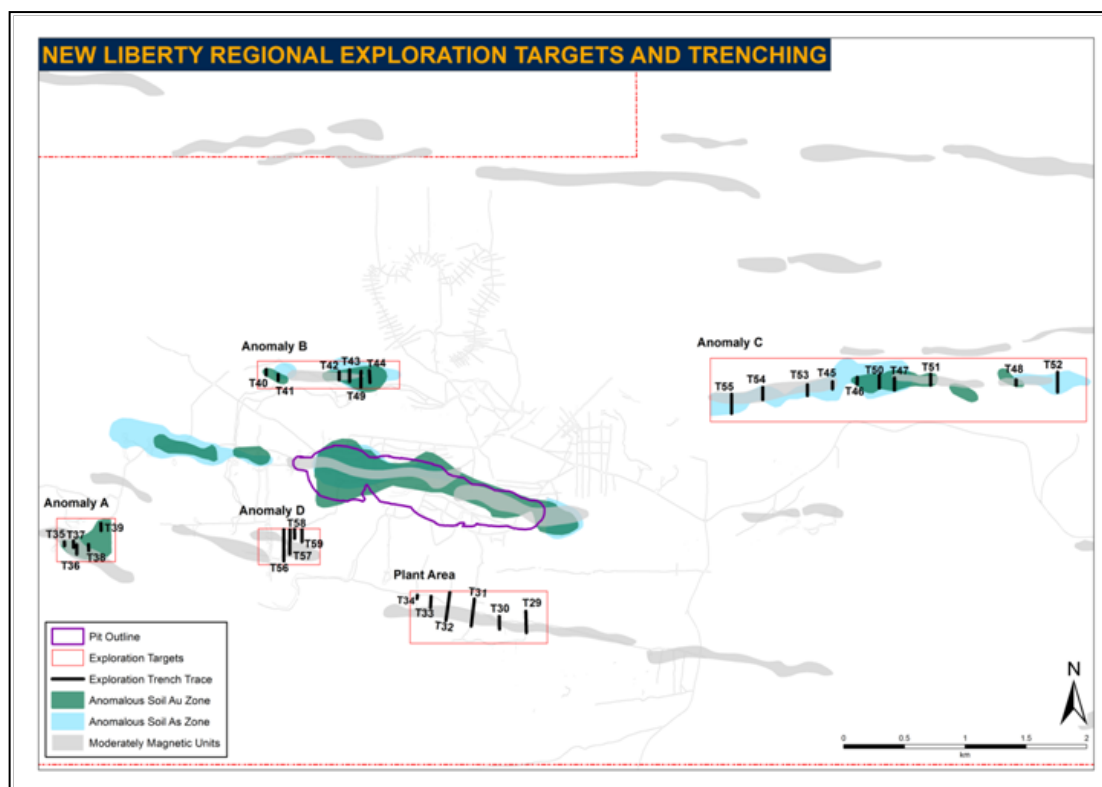 NEW LIBERTY REGIONAL EXPLORATION TARGETS AND TRENCHING
Anomaly B
T42 T43 T44
T40
T41
T49
Anomaly C
T55 T54 T53 T45 T46 T50 T47 T51 T48 T52
Anomaly A
T35 T37 T39
T36 T38
Anomaly D
T58
T59
T57
T56
Plant Area
T34 T33 T32 T31 T30 T29
Pit Outline
Exploration Targets
Exploration Trench Trace
Anomalous Soil Au Zone
Anomalous Soil As Zone
Moderately Magnetic Units
N
0 0.5 1 1.5 2
km